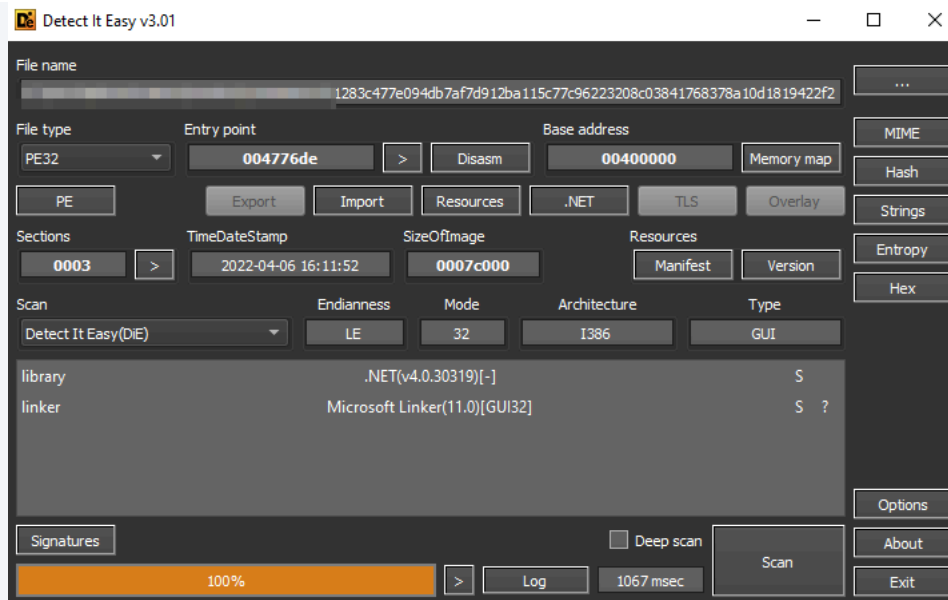 Detect It Easy v3.01
File name
1283c477e094db7af7d912ba115c77c96223208c03841768378a10d1819422f2
...
File type Entry point Base address
PE32 004776de > Disasm 00400000 Memory map
MIME
Hash
PE Export Import Resources .NET TLS Overlay
Strings
Sections TimeDateStamp SizeOfImage Resources
Entropy
0003 > 2022-04-06 16:11:52 0007c000 Manifest Version
Hex
Scan Endianness Mode Architecture Type
Detect It Easy(DiE) LE 32 I386 GUI
library .NET(v4.0.30319)[-] S
linker Microsoft Linker(11.0)[GUI32] S ?
Options
Signatures Deep scan Scan
About
100% > Log 1067 msec
Exit